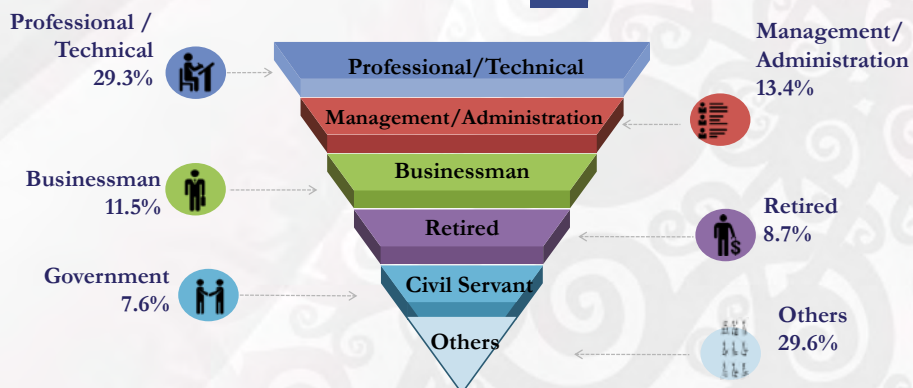 Professional /
Technical
29.3%
Management/
Administration
13.4%
Professional/Technical
Management/Administration
Businessman
11.5%
Businessman
Retired
Retired
8.7%
Government
7.6%
Civil Servant
Others
Others
29.6%
$